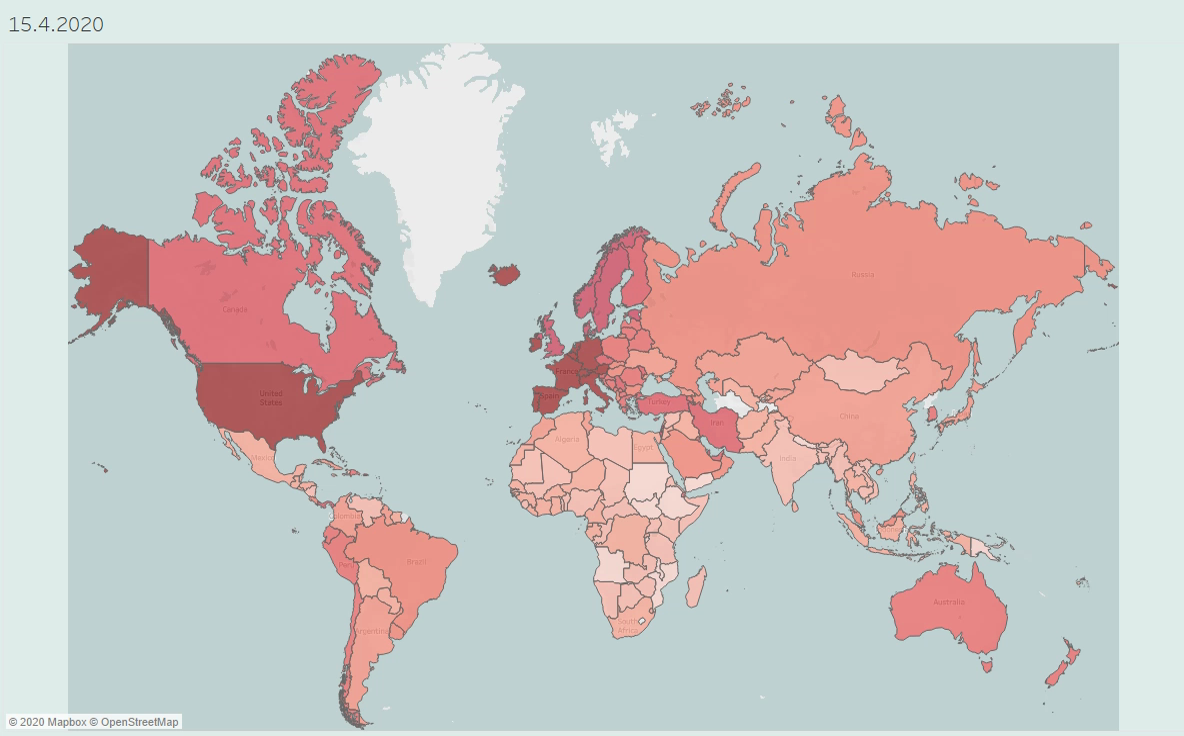 15.4.2020
Canada
Russia
United
States
France
Spain
Turkey
Iran
China
Algeria
Egypt
India
Mexico
Colombia
Peru
Brazil
Argentina
South
Africa
Australia
© 2020 Mapbox © OpenStreetMap